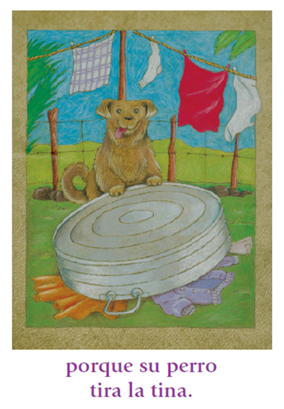 porque su perro
tira la tina.